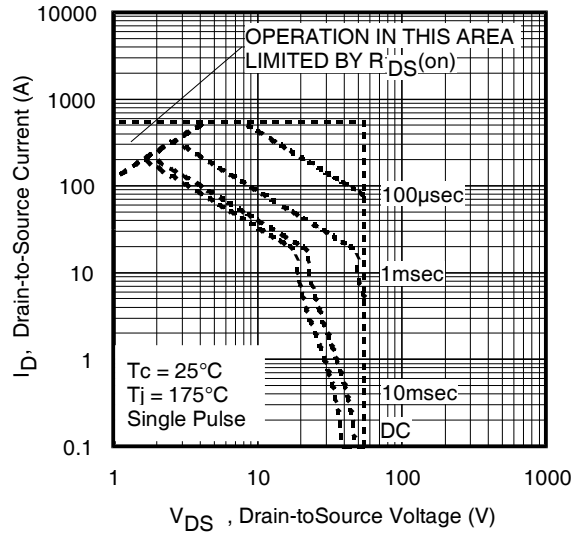 10000
OPERATION IN THIS AREA
LIMITED BY RDS(on)
1000
100
100µsec
10
1msec
1
Tc = 25°C
Tj = 175°C
Single Pulse
10msec
DC
0.1
1
10
100
1000
VDS , Drain-toSource Voltage (V)
ID, Drain-to-Source Current (A)